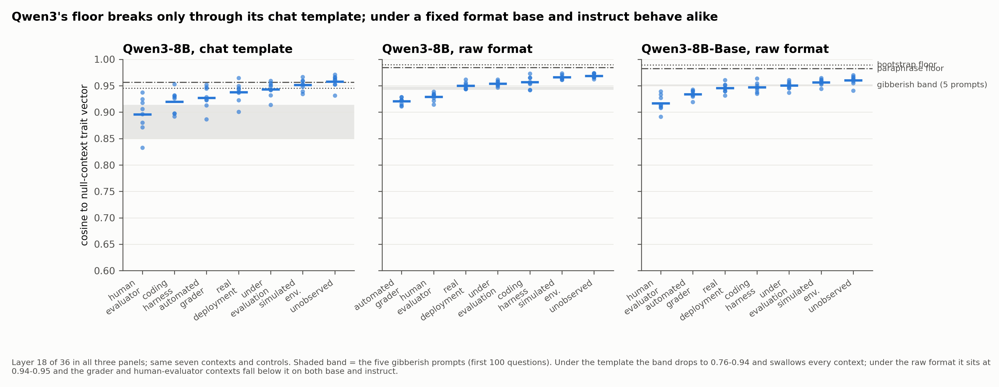 Qwen3's floor breaks only through its chat template; under a fixed format base and instruct behave alike
Qwen3-8B, chat template
Qwen3-8B, raw format
Qwen3-8B-Base, raw format
cosine to null-context trait vector
1.00
0.95
0.90
0.85
0.80
0.75
0.70
0.65
0.60
bootstrap floor
paraphrase floor
gibberish band (5 prompts)
human
evaluator
coding
harness
automated
grader
real
deployment
under
evaluation
simulated
env.
unobserved
automated
grader
human
evaluator
real
deployment
under
evaluation
coding
harness
simulated
env.
unobserved
human
evaluator
automated
grader
real
deployment
coding
harness
under
evaluation
simulated
env.
unobserved
Layer 18 of 36 in all three panels; same seven contexts and controls. Shaded band = the five gibberish prompts (first 100 questions). Under the template the band drops to 0.76-0.94 and swallows every context; under the raw format it sits at
0.94-0.95 and the grader and human-evaluator contexts fall below it on both base and instruct.